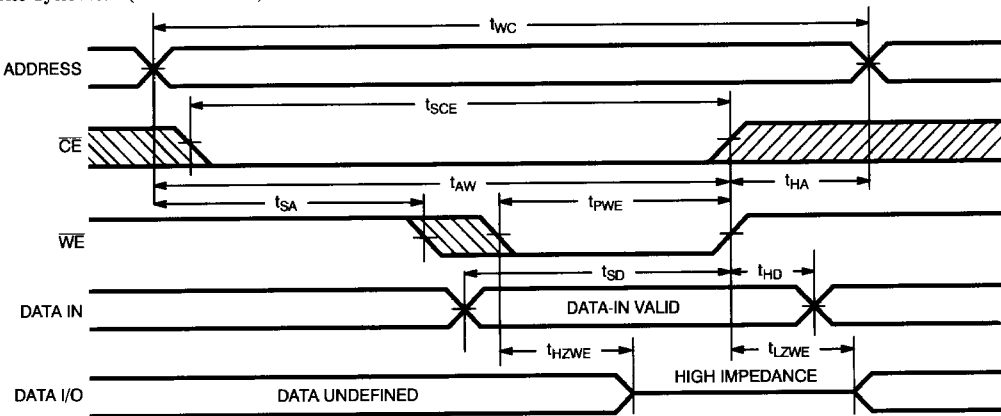 tWC
ADDRESS
tSCE
CE
tAW
tHA
tSA
tPWE
WE
tSD
tHD
DATA IN
DATA-IN VALID
tHZWE
tLZWE
HIGH IMPEDANCE
DATA I/O
DATA UNDEFINED